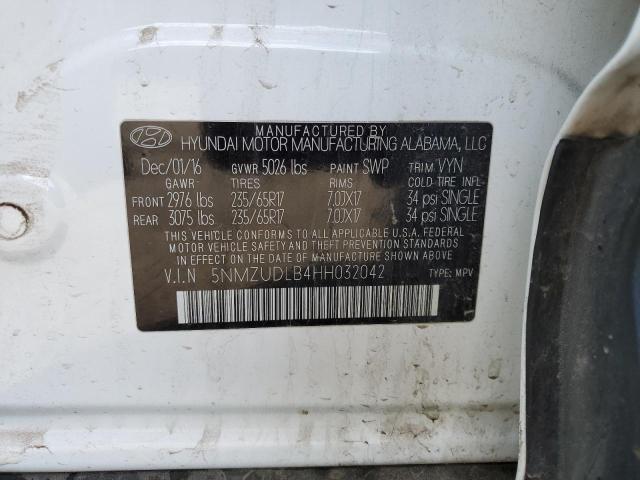 MANUFACTURED BY
HYUNDAI MOTOR MANUFACTURING ALABAMA, LLC
Dec/01/16 GVWR 5026 lbs PAINT SWP TRIM VYN
GAWR TIRES RIMS COLD TIRE INFL
FRONT 2976 lbs 235/65R17 7.0JX17 34 psi SINGLE
REAR 3075 lbs 235/65R17 7.0JX17 34 psi SINGLE
THIS VEHICLE CONFORMS TO ALL APPLICABLE U.S.A. FEDERAL
MOTOR VEHICLE SAFETY AND THEFT PREVENTION STANDARDS
IN EFFECT ON THE DATE OF MANUFACTURE SHOWN ABOVE.
V.I.N 5NMZUDLB4HH032042 TYPE: MPV